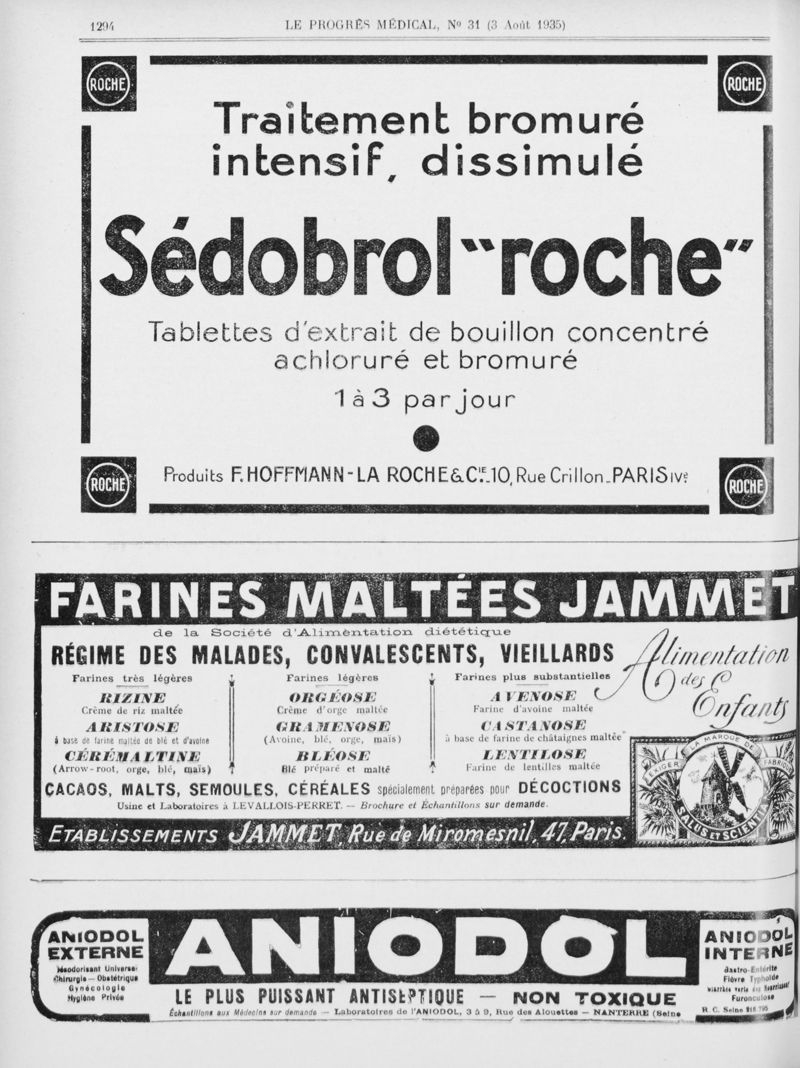 1294
LE PROGRÈS MÉDICAL, Nº 31 (3 Août 1935)
ROCHE
ROCHE
Traitement bromuré
intensif, dissimulé
Sédobrol "roche"
Tablettes d'extrait de bouillon concentré
achloruré et bromuré
1 à 3 par jour
ROCHE
Produits F. HOFFMANN-LA ROCHE & Cie. 10, Rue Crillon. PARIS IVe
ROCHE
FARINES MALTÉES JAMMET
de la Société d'Alimentation diététique
RÉGIME DES MALADES, CONVALESCENTS, VIEILLARDS
Farines très légères
RIZINE
Crème de riz maltée
ARISTOSE
à base de farine maltée de blé et d'avoine
CÉRÉMALTINE
(Arrow-root, orge, blé, maïs)
Farines légères
ORGÉOSE
Crème d'orge maltée
GRAMENOSE
(Avoine, blé, orge, maïs)
BLÉOSE
Blé préparé et malté
Farines plus substantielles
AVENOSE
Farine d'avoine maltée
CASTANOSE
à base de farine de châtaignes maltée
LENTILOSE
Farine de lentilles maltée
Alimentation
des
Enfants
EXIGER LA MARQUE DE FABRIQUE
SALUS ET SCIENTIA
CACAOS, MALTS, SEMOULES, CÉRÉALES spécialement préparées pour DÉCOCTIONS
Usine et Laboratoires à LEVALLOIS-PERRET. — Brochure et Échantillons sur demande.
ETABLISSEMENTS JAMMET, Rue de Miromesnil, 47, Paris.
ANIODOL
EXTERNE
Désodorisant Universel
Chirurgie — Obstétrique
Gynécologie
Hygiène Privée
ANIODOL
LE PLUS PUISSANT ANTISEPTIQUE — NON TOXIQUE
Échantillons aux Médecins sur demande — Laboratoires de l'ANIODOL, 3 à 9, Rue des Alouettes — NANTERRE (Seine
ANIODOL
INTERNE
Gastro-Entérite
Fièvre Typhoïde
Furonculose
R. C. Seine